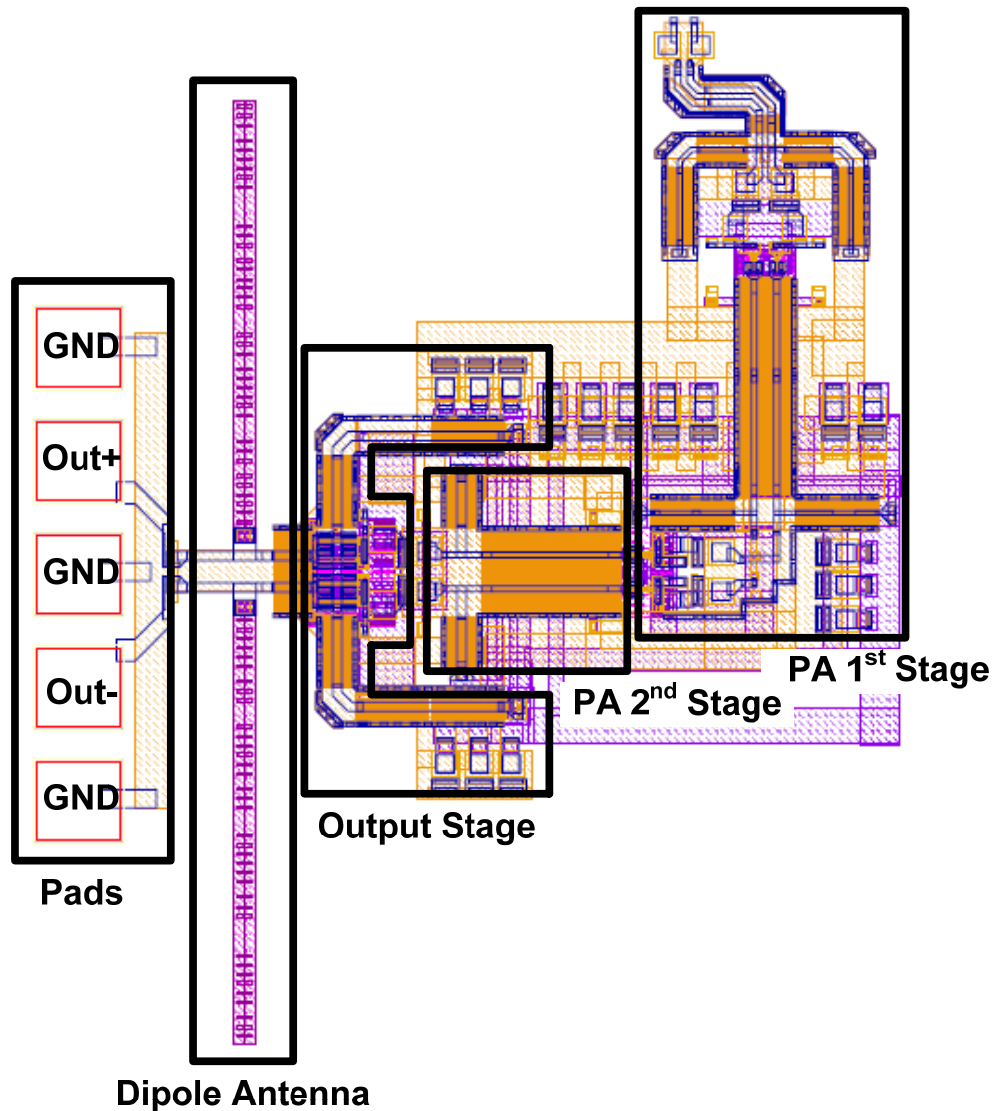 GND
Out+
GND
Out-
GND
PA 1st Stage
PA 2nd Stage
Output Stage
Pads
Dipole Antenna